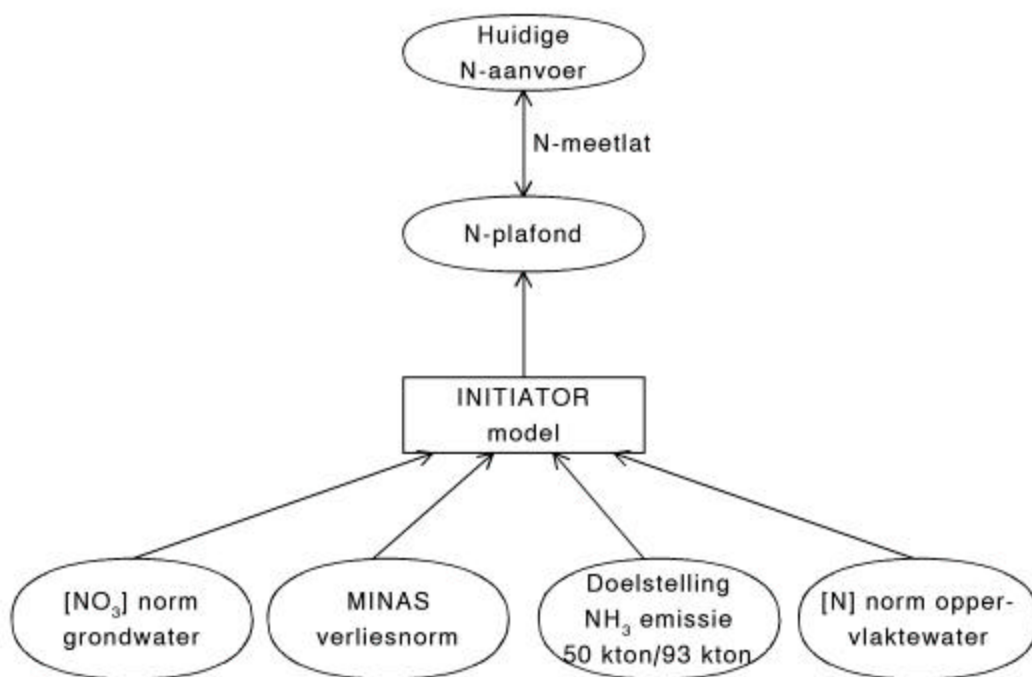 Huidige
N-aanvoer
N-meetlat
N-plafond
INITIATOR
model
[NO₃] norm
grondwater
MINAS
verliesnorm
Doelstelling
NH₃ emissie
50 kton/93 kton
[N] norm opper-
vlaktewater